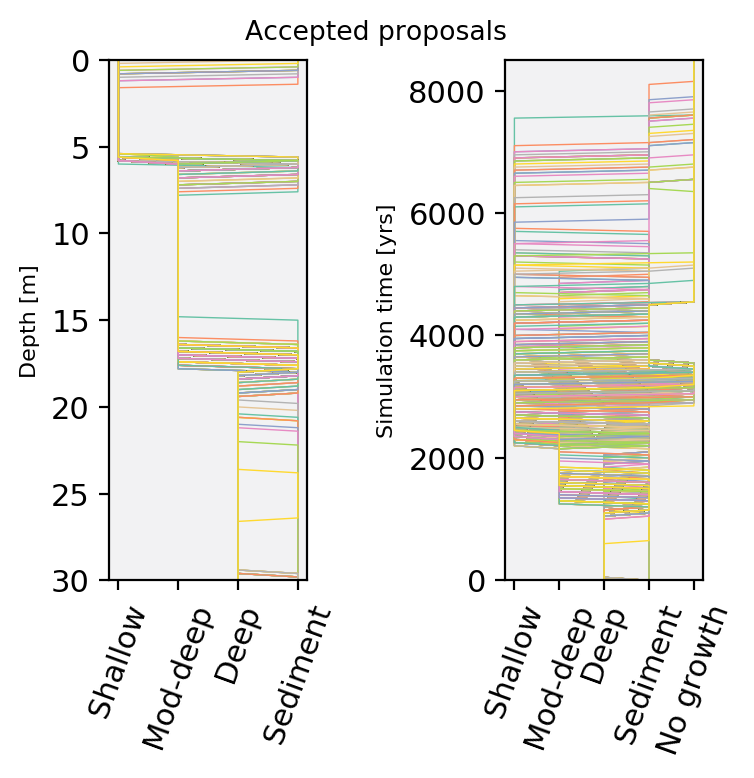 Accepted proposals
Depth [m]
0
5
10
15
20
25
30
Shallow
Mod-deep
Deep
Sediment
Simulation time [yrs]
8000
6000
4000
2000
0
Shallow
Mod-deep
Deep
Sediment
No growth